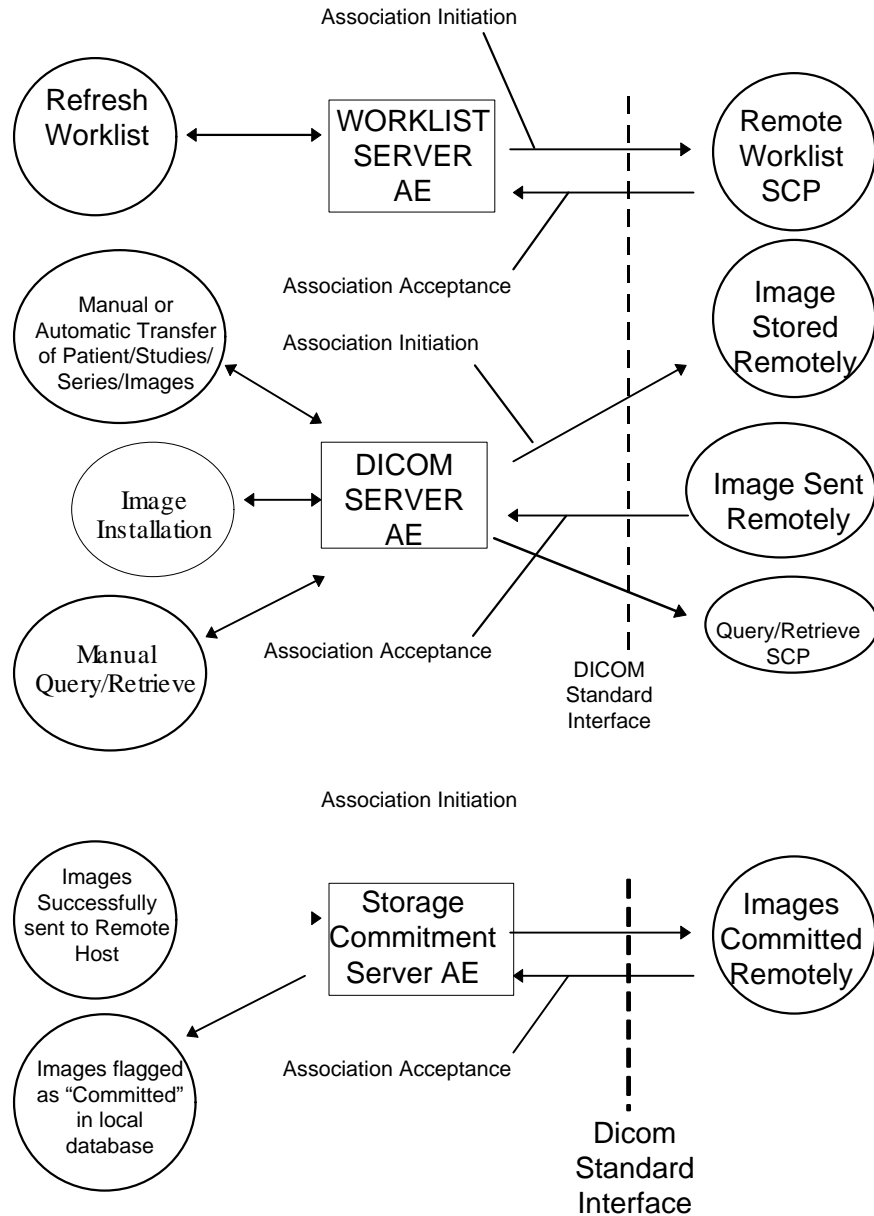 Association Initiation
Refresh
Worklist
WORKLIST
SERVER
AE
Remote
Worklist
SCP
Association Acceptance
Manual or
Automatic Transfer
of Patient/Studies/
Series/Images
Association Initiation
Image
Stored
Remotely
Image
Installation
DICOM
SERVER
AE
Image Sent
Remotely
Manual
Query/Retrieve
Association Acceptance
Query/Retrieve
SCP
DICOM
Standard
Interface
Association Initiation
Images
Successfully
sent to Remote
Host
Storage
Commitment
Server AE
Images
Committed
Remotely
Images flagged
as “Committed”
in local
database
Association Acceptance
Dicom
Standard
Interface